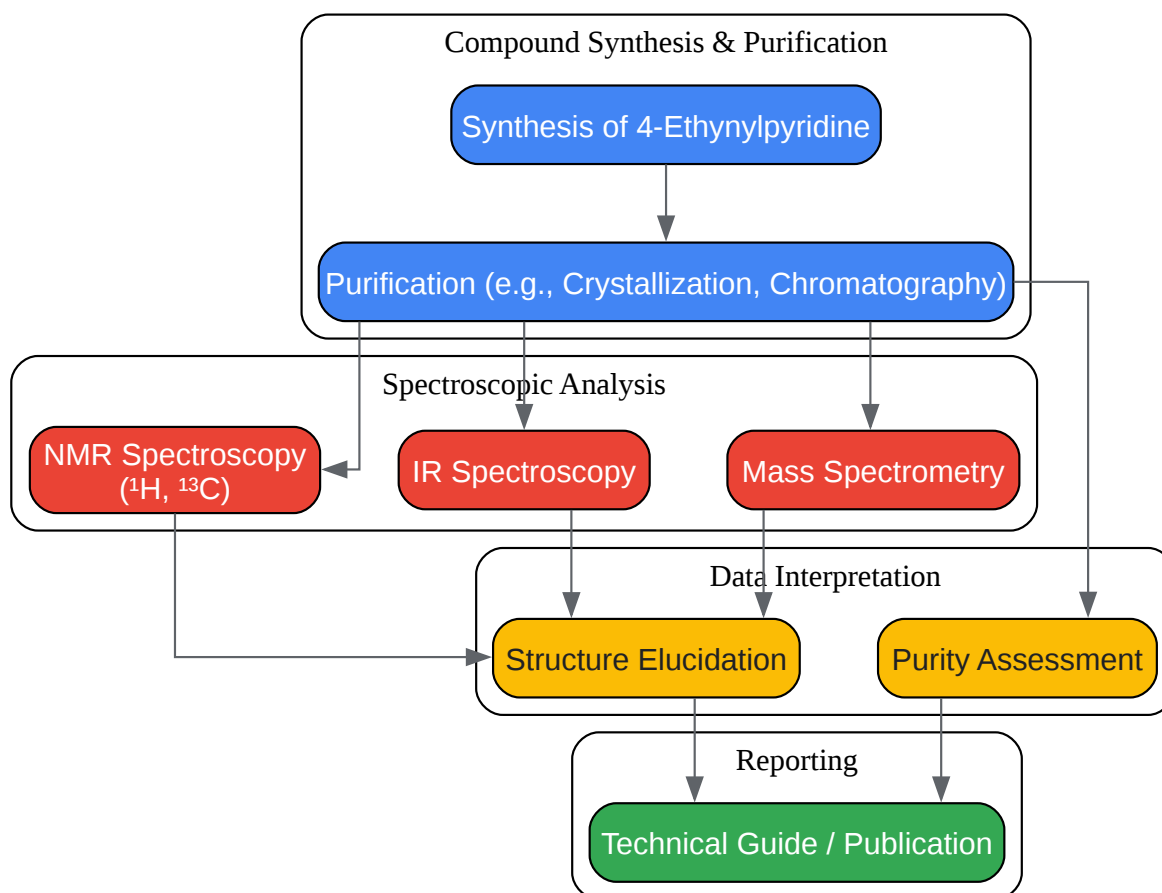 Compound Synthesis & Purification
Synthesis of 4-Ethynylpyridine
Purification (e.g., Crystallization, Chromatography)
Spectroscopic Analysis
NMR Spectroscopy
(¹H, ¹³C)
IR Spectroscopy
Mass Spectrometry
Data Interpretation
Structure Elucidation
Purity Assessment
Reporting
Technical Guide / Publication